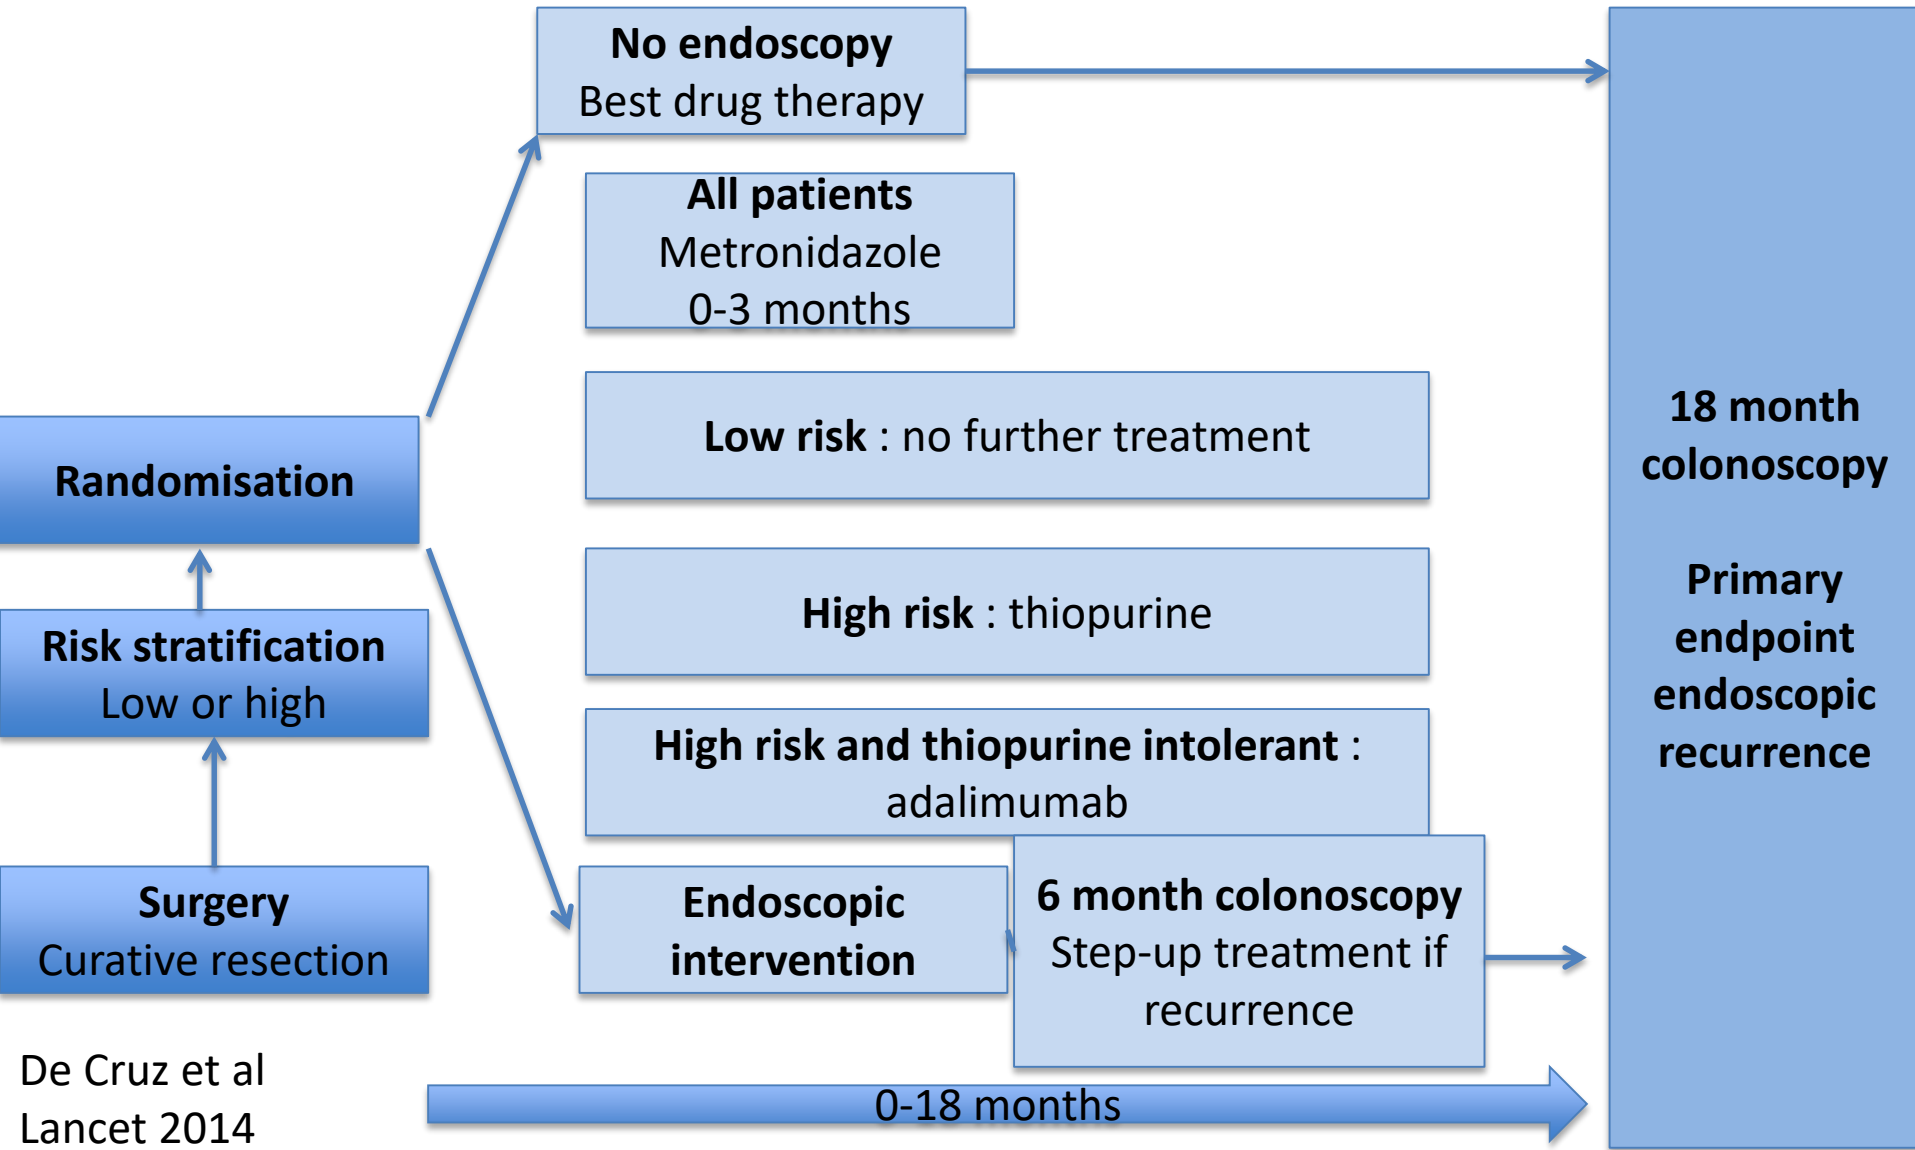 No endoscopy
Best drug therapy
All patients
Metronidazole
0-3 months
Low risk : no further treatment
Randomisation
High risk : thiopurine
Risk stratification
Low or high
High risk and thiopurine intolerant :
adalimumab
Surgery
Curative resection
Endoscopic
intervention
6 month colonoscopy
Step-up treatment if
recurrence
18 month
colonoscopy
Primary
endpoint
endoscopic
recurrence
De Cruz et al
Lancet 2014
0-18 months